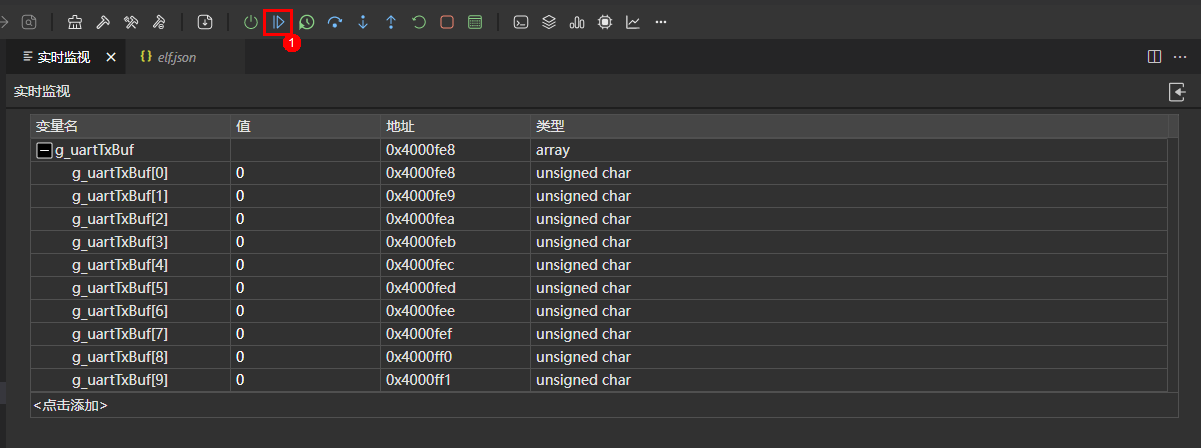 1
实时监视 { } elf.json
实时监视
变量名 值 地址 类型
g_uartTxBuf 0x4000fe8 array
g_uartTxBuf[0] 0 0x4000fe8 unsigned char
g_uartTxBuf[1] 0 0x4000fe9 unsigned char
g_uartTxBuf[2] 0 0x4000fea unsigned char
g_uartTxBuf[3] 0 0x4000feb unsigned char
g_uartTxBuf[4] 0 0x4000fec unsigned char
g_uartTxBuf[5] 0 0x4000fed unsigned char
g_uartTxBuf[6] 0 0x4000fee unsigned char
g_uartTxBuf[7] 0 0x4000fef unsigned char
g_uartTxBuf[8] 0 0x4000ff0 unsigned char
g_uartTxBuf[9] 0 0x4000ff1 unsigned char
<点击添加>